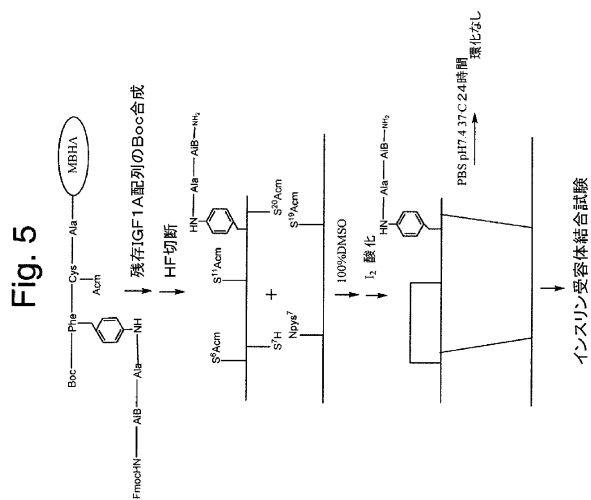 Fig. 5
Boc
Phe
Cys
Ala
MBHA
Acm
FmocHN
AiB
Ala
NH
残存IGF1A配列のBoc合成
HF切断
HN
Ala
AiB
NH₂
S⁶Acm
S¹¹Acm
S⁷H
S²⁰Acm
+
Npys⁷
S¹⁹Acm
100%DMSO
I₂ 酸化
HN
Ala
AiB
NH₂
PBS pH7.4 37C 24時間
環化なし
インスリン受容体結合試験